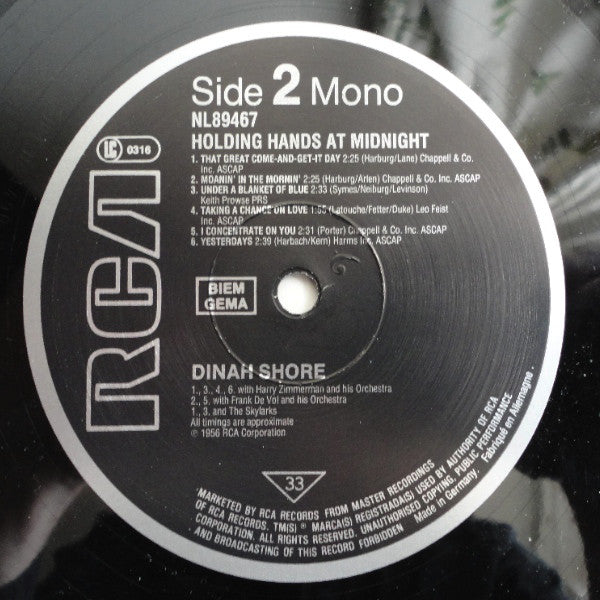 Side 2 Mono
NL89467
HOLDING HANDS AT MIDNIGHT
LC 0316
1. THAT GREAT COME-AND-GET-IT DAY 2:25 (Harburg/Lane) Chappell & Co.
Inc. ASCAP
2. MOANIN' IN THE MORNIN' 2:25 (Harburg/Arlen) Chappell & Co. Inc. ASCAP
3. UNDER A BLANKET OF BLUE 2:33 (Symes/Neiburg/Levinson)
Keith Prowse PRS
4. TAKING A CHANCE ON LOVE 1:55 (Latouche/Fetter/Duke) Leo Feist
Inc. ASCAP
5. I CONCENTRATE ON YOU 2:31 (Porter) Chappell & Co. Inc. ASCAP
6. YESTERDAYS 2:39 (Harbach/Kern) Harms Inc. ASCAP
RCA
BIEM
GEMA
DINAH SHORE
1., 3., 4., 6. with Harry Zimmerman and his Orchestra
2., 5. with Frank De Vol and his Orchestra
1., 3. and The Skylarks
All timings are approximate
℗ 1956 RCA Corporation
33
MARKETED BY RCA RECORDS FROM MASTER RECORDINGS
OF RCA RECORDS. TM(S) ® MARCA(S) REGISTRADA(S) USED BY AUTHORITY OF RCA
CORPORATION. ALL RIGHTS RESERVED. UNAUTHORISED COPYING, PUBLIC PERFORMANCE
AND BROADCASTING OF THIS RECORD FORBIDDEN
Made in Germany. Fabriqué en Allemagne.